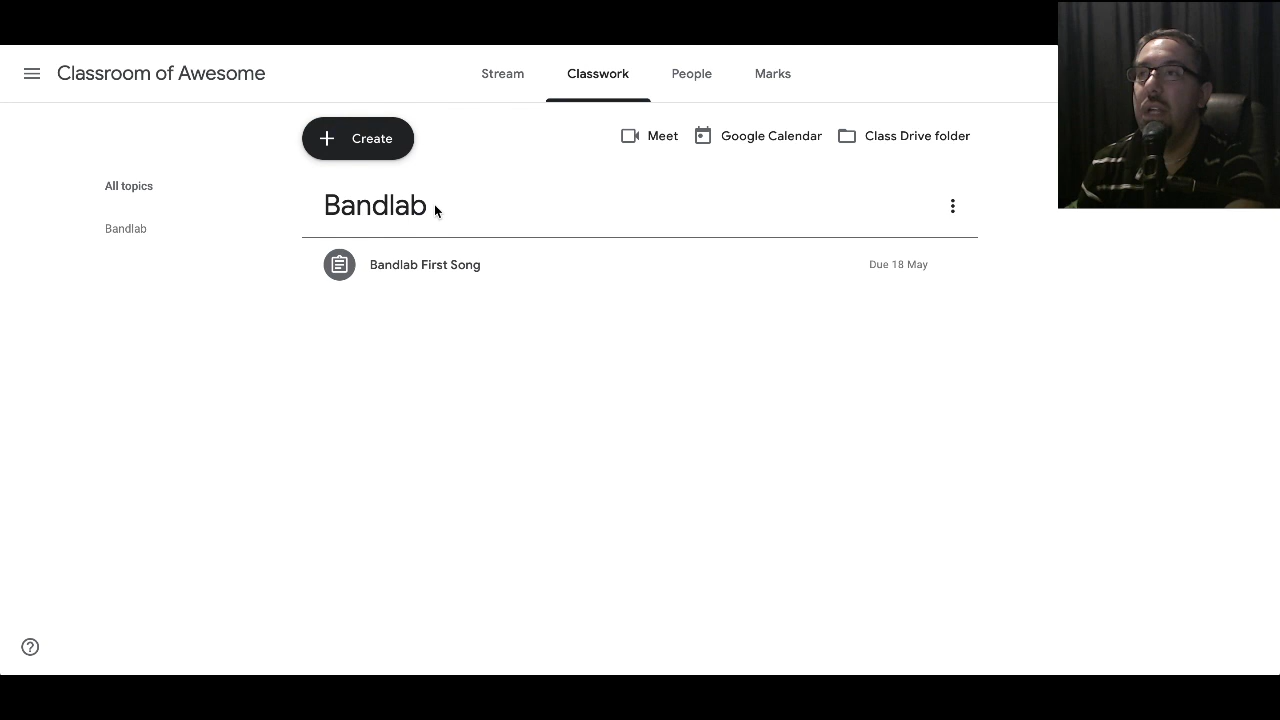 Classroom of Awesome
Stream
Classwork
People
Marks
Create
Meet
Google Calendar
Class Drive folder
All topics
Bandlab
Bandlab
Bandlab First Song
Due 18 May